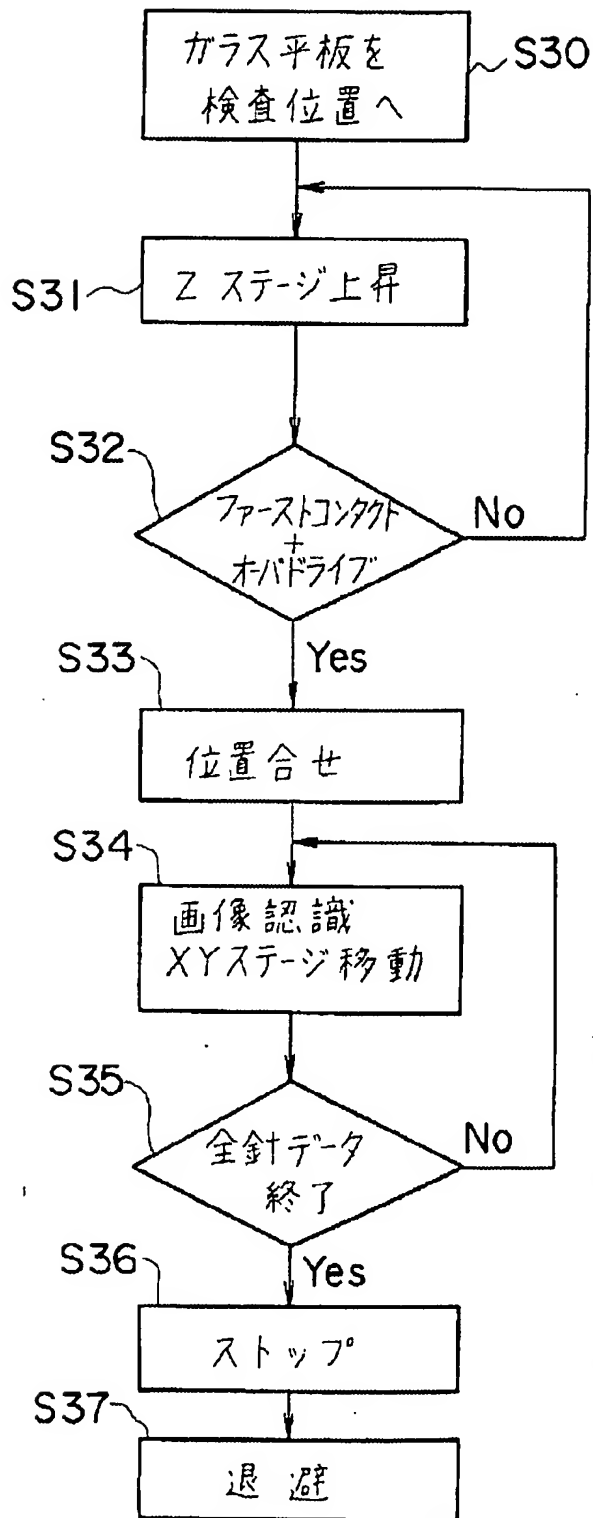 ガラス平板を
検査位置へ
S30
Z ステージ上昇
S31
S32
ファーストコンタクト
+
オーバドライブ
No
Yes
S33
位置合せ
S34
画像認識
XYステージ移動
S35
全針データ
終了
No
S36
Yes
ストップ
S37
退避